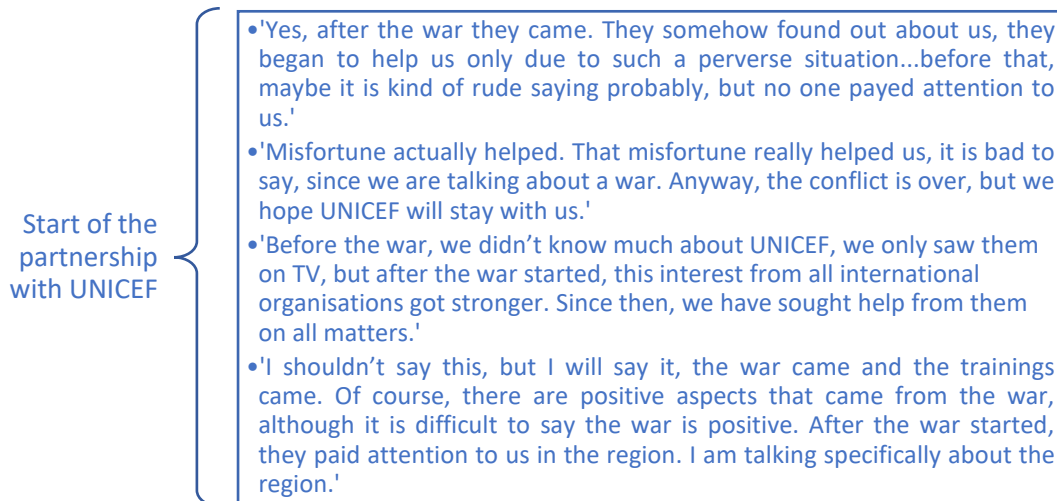 Start of the
partnership
with UNICEF
•'Yes, after the war they came. They somehow found out about us, they
began to help us only due to such a perverse situation...before that,
maybe it is kind of rude saying probably, but no one payed attention to
us.'
•'Misfortune actually helped. That misfortune really helped us, it is bad to
say, since we are talking about a war. Anyway, the conflict is over, but we
hope UNICEF will stay with us.'
•'Before the war, we didn’t know much about UNICEF, we only saw them
on TV, but after the war started, this interest from all international
organisations got stronger. Since then, we have sought help from them
on all matters.'
•'I shouldn’t say this, but I will say it, the war came and the trainings
came. Of course, there are positive aspects that came from the war,
although it is difficult to say the war is positive. After the war started,
they paid attention to us in the region. I am talking specifically about the
region.'